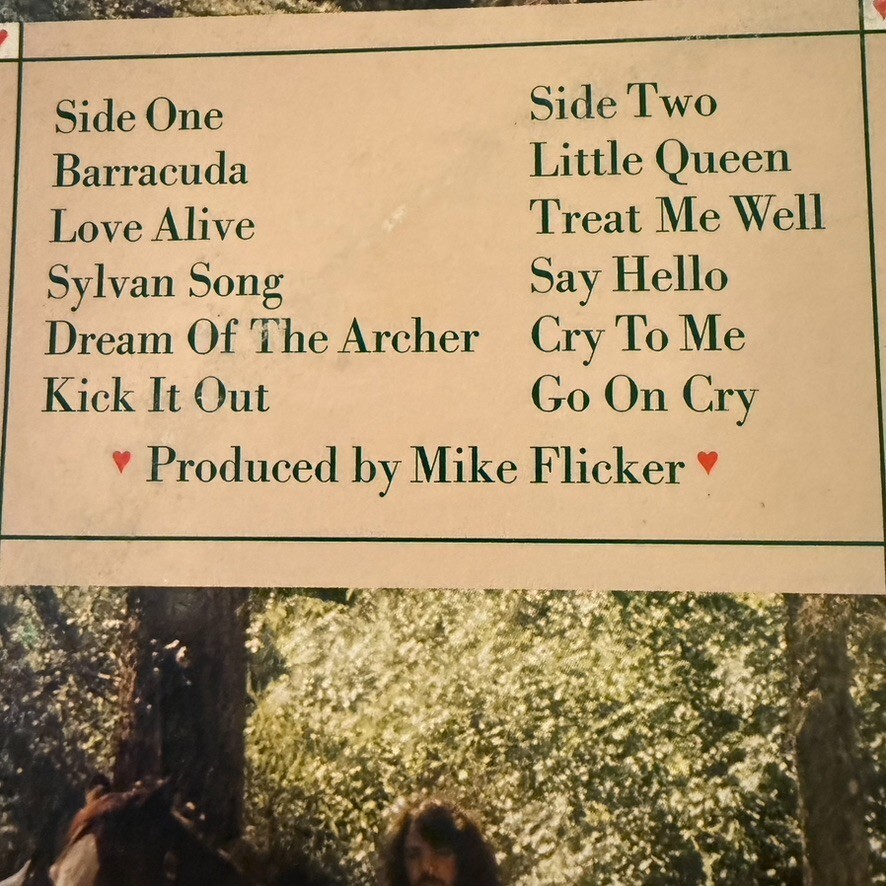 Side One
Barracuda
Love Alive
Sylvan Song
Dream Of The Archer
Kick It Out
Side Two
Little Queen
Treat Me Well
Say Hello
Cry To Me
Go On Cry
Produced by Mike Flicker